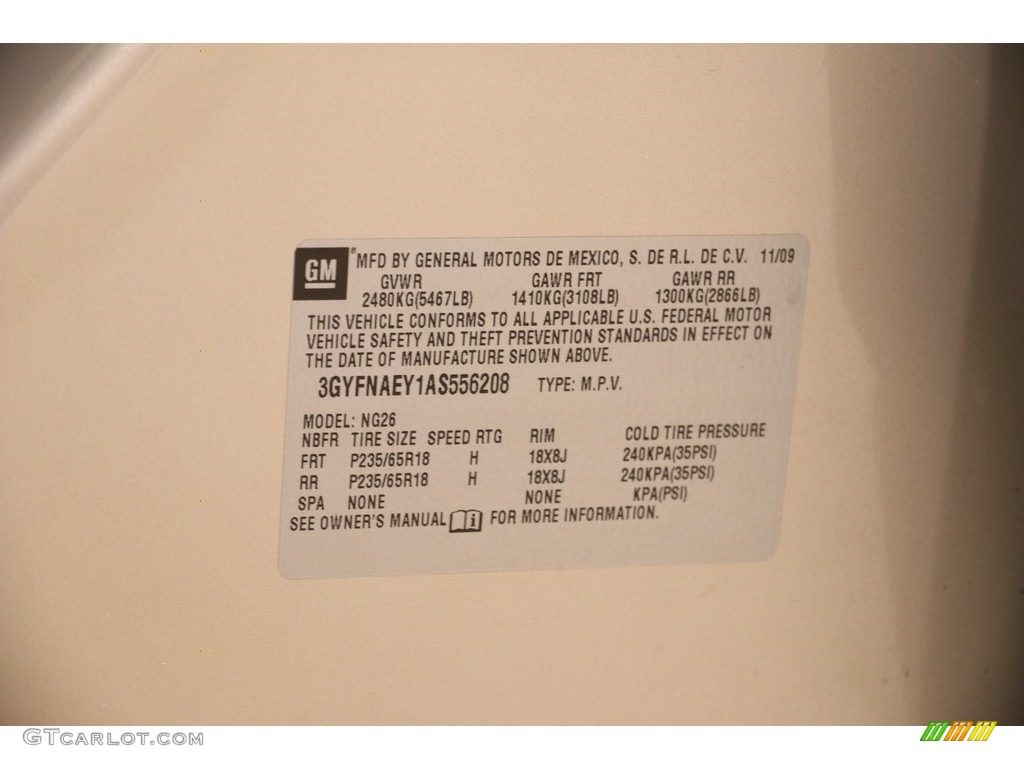 GM ® MFD BY GENERAL MOTORS DE MEXICO, S. DE R.L. DE C.V. 11/09
GVWR GAWR FRT GAWR RR
2480KG(5467LB) 1410KG(3108LB) 1300KG(2866LB)
THIS VEHICLE CONFORMS TO ALL APPLICABLE U.S. FEDERAL MOTOR
VEHICLE SAFETY AND THEFT PREVENTION STANDARDS IN EFFECT ON
THE DATE OF MANUFACTURE SHOWN ABOVE.
3GYFNAEY1AS556208 TYPE: M.P.V.
MODEL: NG26
NBFR TIRE SIZE SPEED RTG RIM COLD TIRE PRESSURE
FRT P235/65R18 H 18X8J 240KPA(35PSI)
RR P235/65R18 H 18X8J 240KPA(35PSI)
SPA NONE NONE KPA(PSI)
SEE OWNER'S MANUAL i FOR MORE INFORMATION.
GTcarlot.com